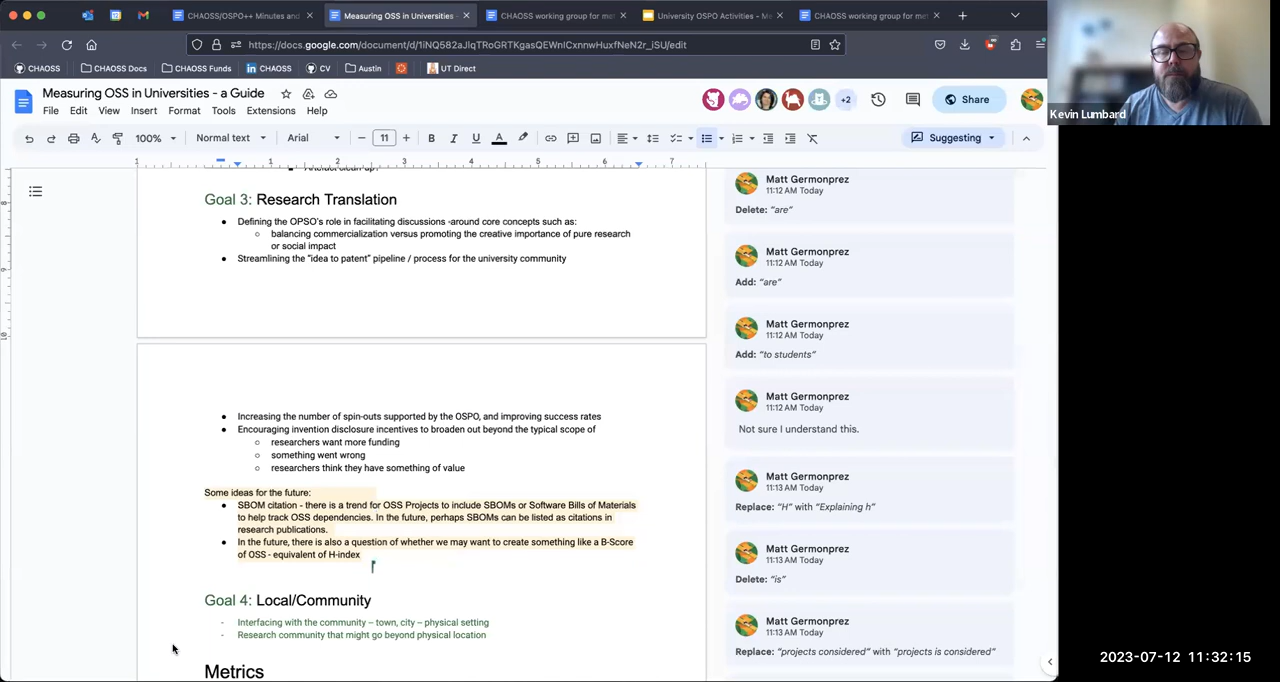 CHAOSS/OSPO++ Minutes and
Measuring OSS in Universities -
CHAOSS working group for met
University OSPO Activities - Me
CHAOSS working group for met
https://docs.google.com/document/d/1iNQ582aJlqTRoGRTKgasQEWnICxnnwHuxfNeN2r_iSU/edit
CHAOSS
CHAOSS Docs
CHAOSS Funds
CHAOSS
CV
Austin
UT Direct
Kevin Lumbard
Measuring OSS in Universities - a Guide
File Edit View Insert Format Tools Extensions Help
+2
Share
100%
Normal text
Arial
11
Suggesting
1 1 2 3 4 5 6 7
Goal 3: Research Translation
Defining the OPSO's role in facilitating discussions -around core concepts such as:
balancing commercialization versus promoting the creative importance of pure research
or social impact
Streamlining the "idea to patent" pipeline / process for the university community
Increasing the number of spin-outs supported by the OSPO, and improving success rates
Encouraging invention disclosure incentives to broaden out beyond the typical scope of
researchers want more funding
something went wrong
researchers think they have something of value
Some ideas for the future:
SBOM citation - there is a trend for OSS Projects to include SBOMs or Software Bills of Materials
to help track OSS dependencies. In the future, perhaps SBOMs can be listed as citations in
research publications.
In the future, there is also a question of whether we may want to create something like a B-Score
of OSS - equivalent of H-index
Goal 4: Local/Community
- Interfacing with the community – town, city – physical setting
- Research community that might go beyond physical location
Metrics
Matt Germonprez
11:12 AM Today
Delete: "are"
Matt Germonprez
11:12 AM Today
Add: "are"
Matt Germonprez
11:12 AM Today
Add: "to students"
Matt Germonprez
11:12 AM Today
Not sure I understand this.
Matt Germonprez
11:13 AM Today
Replace: "H" with "Explaining h"
Matt Germonprez
11:13 AM Today
Delete: "is"
Matt Germonprez
11:13 AM Today
Replace: "projects considered" with "projects is considered"
2023-07-12 11:32:15